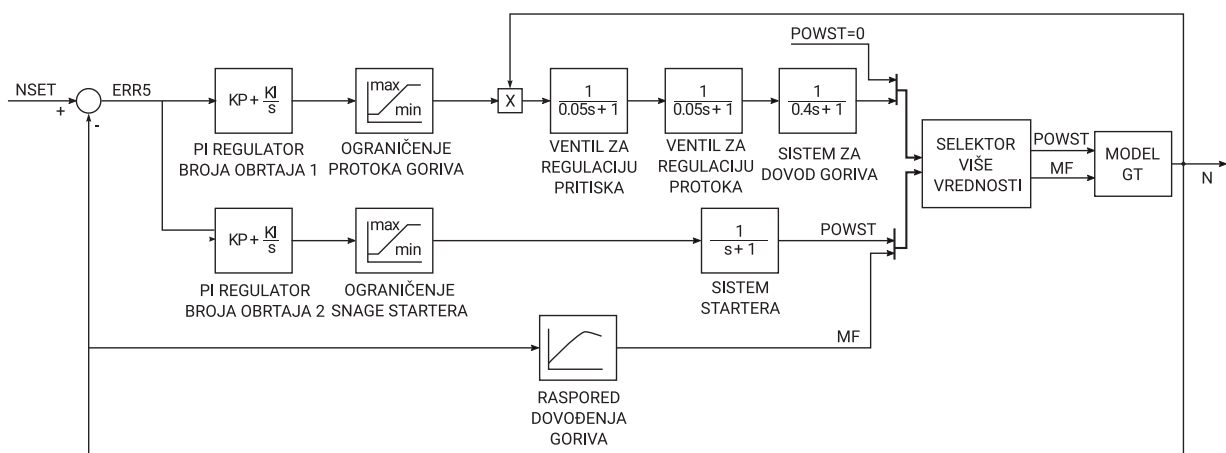 POWST=0
NSET
+
-
ERR5
KP + KI
s
max
min
X
1
0.05s + 1
1
0.05s + 1
1
0.4s + 1
PI REGULATOR
BROJA OBRTAJA 1
OGRANIČENJE
PROTOKA GORIVA
VENTIL ZA
REGULACIJU
PRITISKA
VENTIL ZA
REGULACIJU
PROTOKA
SISTEM ZA
DOVOD GORIVA
SELEKTOR
VIŠE
VREDNOSTI
POWST
MF
MODEL
GT
N
KP + KI
s
max
min
1
s + 1
POWST
PI REGULATOR
BROJA OBRTAJA 2
OGRANIČENJE
SNAGE STARTERA
SISTEM
STARTERA
MF
RASPORED
DOVOĐENJA
GORIVA